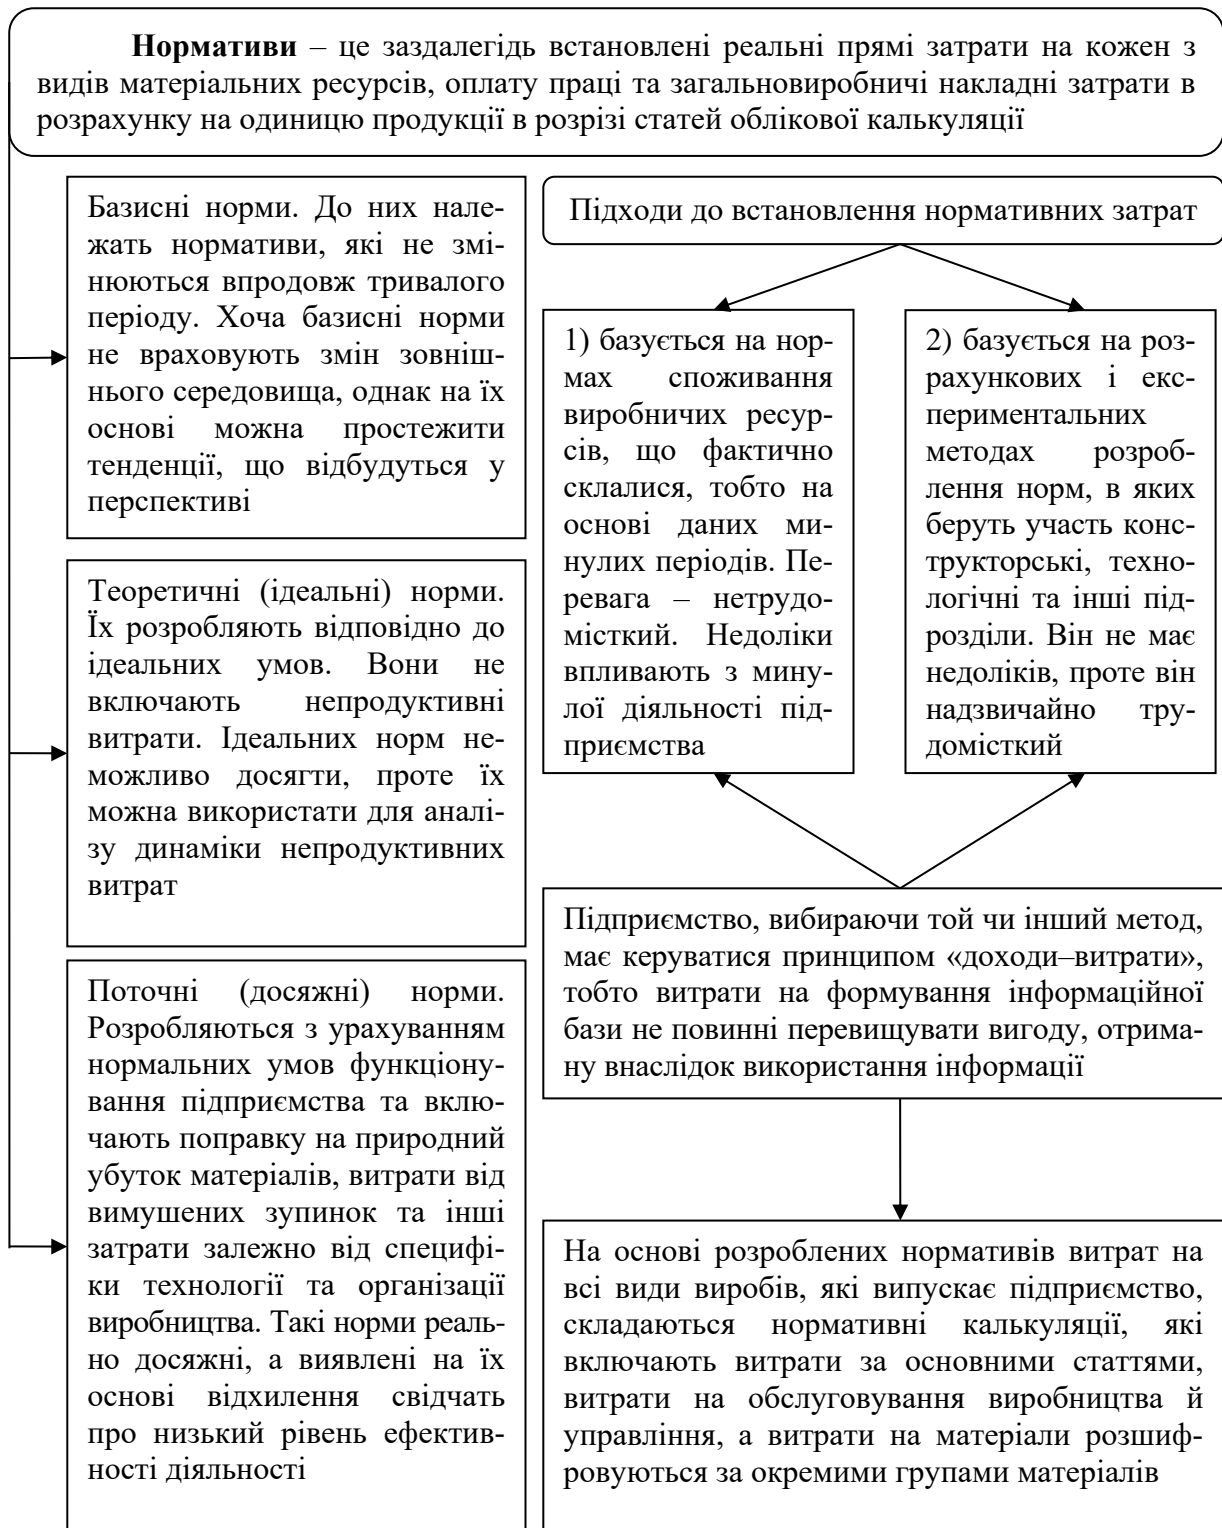 Нормативи – це заздалегідь встановлені реальні прямі затрати на кожен з
видів матеріальних ресурсів, оплату праці та загальновиробничі накладні затрати в
розрахунку на одиницю продукції в розрізі статей облікової калькуляції
Базисні норми. До них нале-
жать нормативи, які не змі-
нюються впродовж тривалого
періоду. Хоча базисні норми
не враховують змін зовніш-
нього середовища, однак на їх
основі можна простежити
тенденції, що відбудуться у
перспективі
Теоретичні (ідеальні) норми.
Їх розробляють відповідно до
ідеальних умов. Вони не
включають непродуктивні
витрати. Ідеальних норм не-
можливо досягти, проте їх
можна використати для аналі-
зу динаміки непродуктивних
витрат
Поточні (досяжні) норми.
Розробляються з урахуванням
нормальних умов функціону-
вання підприємства та вклю-
чають поправку на природний
убуток матеріалів, витрати від
вимушених зупинок та інші
затрати залежно від специфі-
ки технології та організації
виробництва. Такі норми реаль-
но досяжні, а виявлені на їх
основі відхилення свідчать
про низький рівень ефектив-
ності діяльності
Підходи до встановлення нормативних затрат
1) базується на нор-
мах споживання
виробничих ресур-
сів, що фактично
склалися, тобто на
основі даних ми-
нулих періодів. Пе-
ревага – нетрудо-
місткий. Недоліки
впливають з мину-
лої діяльності під-
приємства
2) базується на роз-
рахункових і екс-
периментальних
методах розроб-
лення норм, в яких
беруть участь конс-
трукторські, техно-
логічні та інші під-
розділи. Він не має
недоліків, проте він
надзвичайно тру-
домісткий
Підприємство, вибираючи той чи інший метод,
має керуватися принципом «доходи–витрати»,
тобто витрати на формування інформаційної
бази не повинні перевищувати вигоду, отрима-
ну внаслідок використання інформації
На основі розроблених нормативів витрат на
всі види виробів, які випускає підприємство,
складаються нормативні калькуляції, які
включають витрати за основними статтями,
витрати на обслуговування виробництва й
управління, а витрати на матеріали розшиф-
ровуються за окремими групами матеріалів